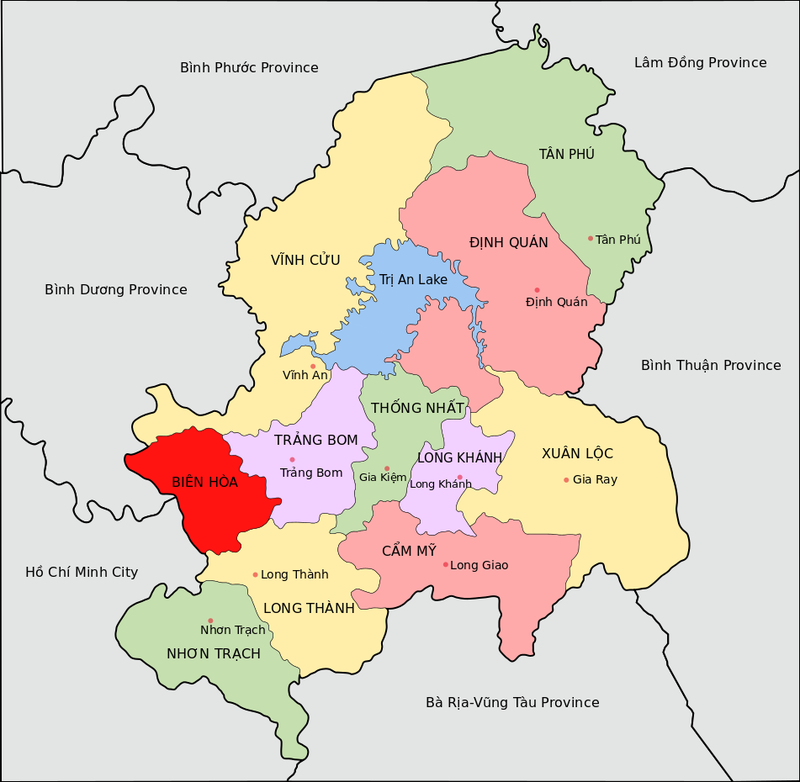 Bình Phước Province
Lâm Đồng Province
TÂN PHÚ
Tân Phú
ĐỊNH QUÁN
VĨNH CỬU
Trị An Lake
Bình Dương Province
Định Quán
Bình Thuận Province
Vĩnh An
THỐNG NHẤT
TRẢNG BOM
LONG KHÁNH
XUÂN LỘC
Trảng Bom
Gia Kiệm
Long Khánh
Gia Ray
BIÊN HÒA
CẨM MỸ
Long Giao
Hồ Chí Minh City
Long Thành
LONG THÀNH
Nhơn Trạch
NHƠN TRẠCH
Bà Rịa-Vũng Tàu Province